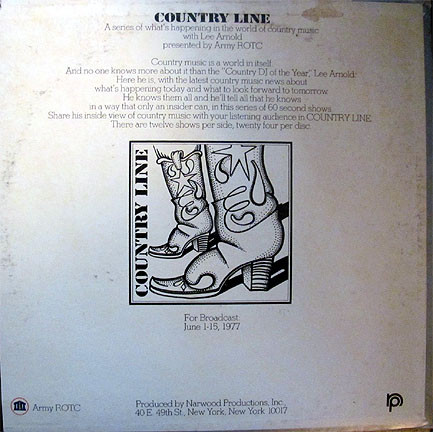 COUNTRY LINE
A series of what's happening in the world of country music
with Lee Arnold
presented by Army ROTC
Country music is a world in itself.
And no one knows more about it than the "Country DJ of the Year," Lee Arnold.
Here he is, with the latest country music news about
what's happening today and what to look forward to tomorrow.
He knows them all and he'll tell all that he knows
in a way that only an insider can, in this series of 60 second shows.
Share his inside view of country music with your listening audience in COUNTRY LINE.
There are twelve shows per side, twenty four per disc.
COUNTRY LINE
For Broadcast:
June 1-15, 1977
Army ROTC
Produced by Narwood Productions, Inc.,
40 E. 49th St., New York, New York 10017